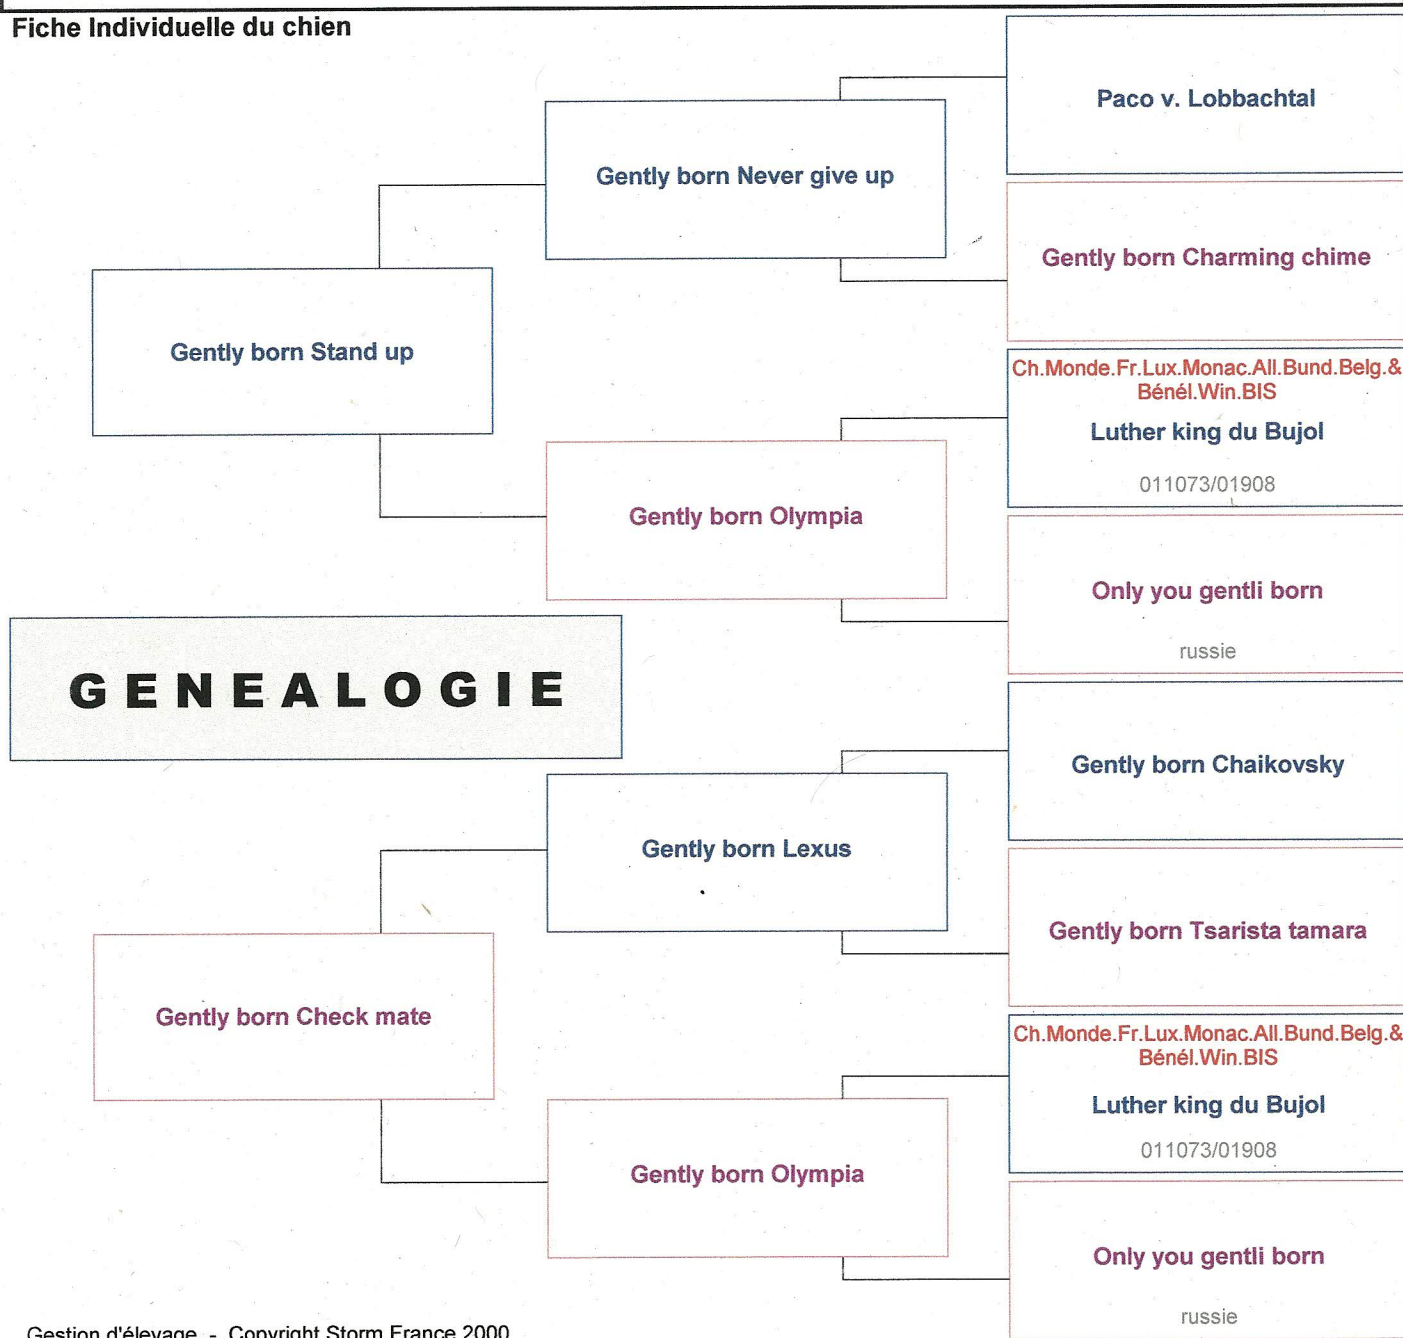 Fiche Individuelle du chien
Paco v. Lobbachtal
Gently born Never give up
Gently born Charming chime
Gently born Stand up
Ch.Monde.Fr.Lux.Monac.All.Bund.Belg.&
Bénél.Win.BIS
Luther king du Bujol
011073/01908
Gently born Olympia
Only you gentli born
russie
GENEALOGIE
Gently born Chaikovsky
Gently born Lexus
Gently born Tsarista tamara
Gently born Check mate
Ch.Monde.Fr.Lux.Monac.All.Bund.Belg.&
Bénél.Win.BIS
Luther king du Bujol
011073/01908
Gently born Olympia
Only you gentli born
russie
Gestion d'élevage - Copyright Storm France 2000